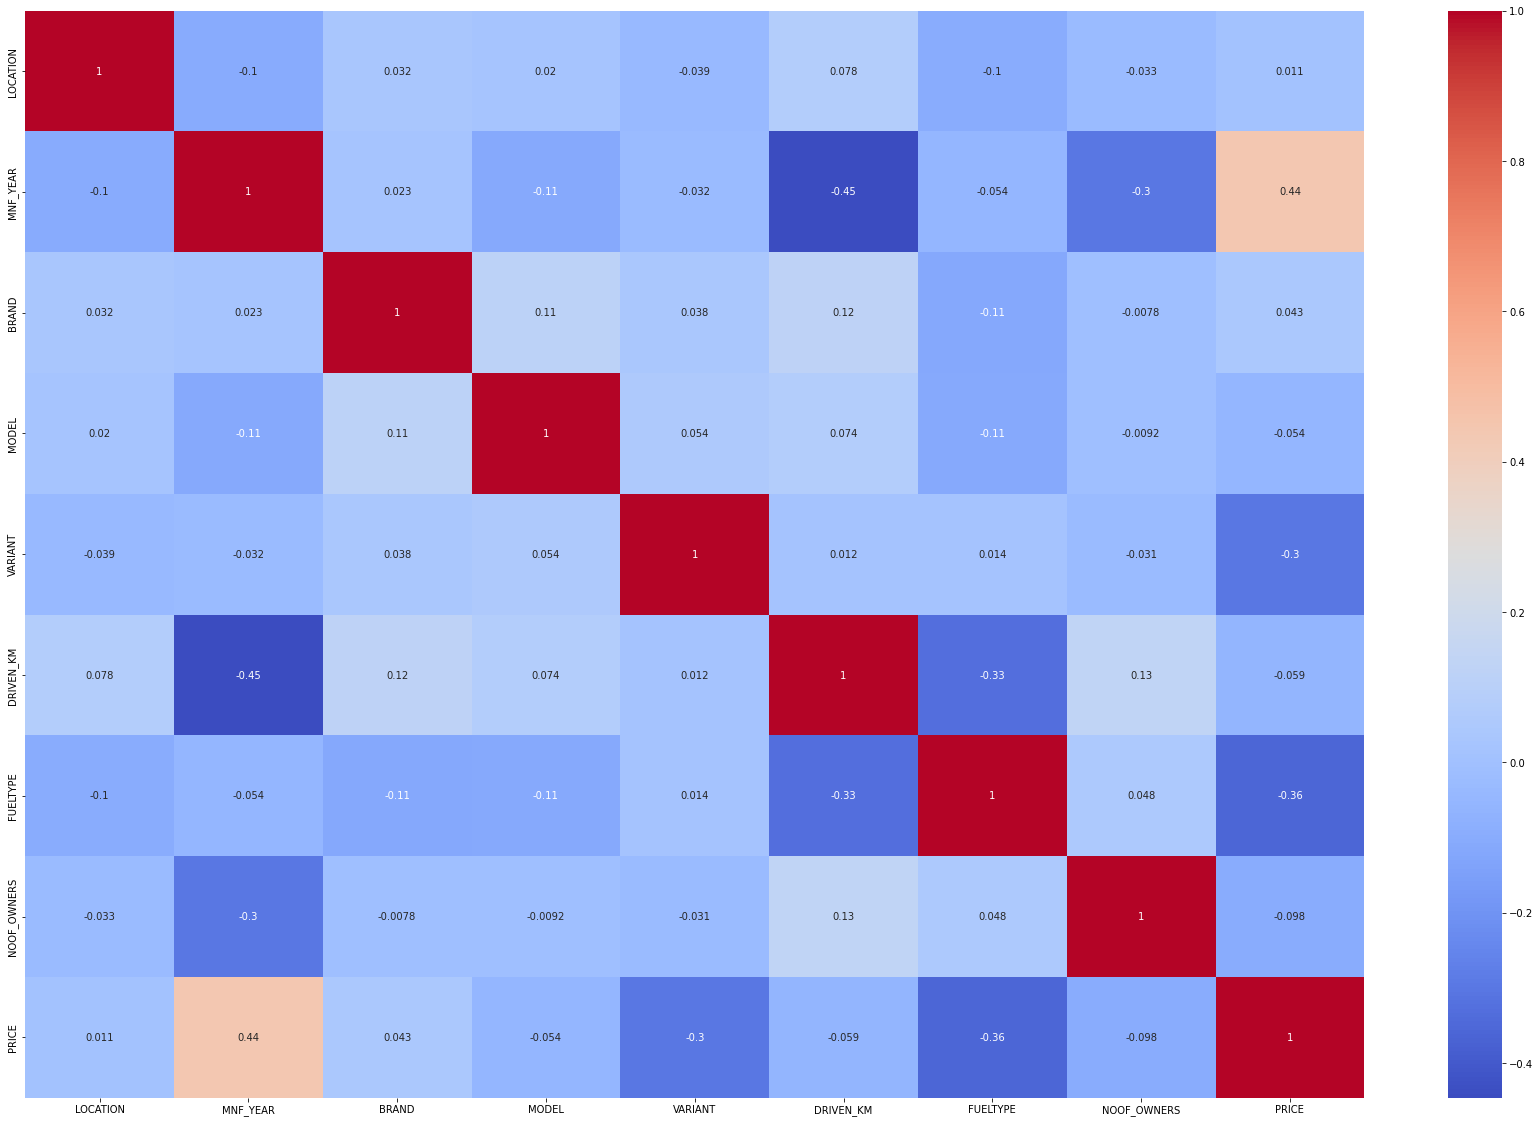 LOCATION 1 -0.1 0.032 0.02 -0.039 0.078 -0.1 -0.033 0.011
MNF_YEAR -0.1 1 0.023 -0.11 -0.032 -0.45 -0.054 -0.3 0.44
BRAND 0.032 0.023 1 0.11 0.038 0.12 -0.11 -0.0078 0.043
MODEL 0.02 -0.11 0.11 1 0.054 0.074 -0.11 -0.0092 -0.054
VARIANT -0.039 -0.032 0.038 0.054 1 0.012 0.014 -0.031 -0.3
DRIVEN_KM 0.078 -0.45 0.12 0.074 0.012 1 -0.33 0.13 -0.059
FUELTYPE -0.1 -0.054 -0.11 -0.11 0.014 -0.33 1 0.048 -0.36
NOOF_OWNERS -0.033 -0.3 -0.0078 -0.0092 -0.031 0.13 0.048 1 -0.098
PRICE 0.011 0.44 0.043 -0.054 -0.3 -0.059 -0.36 -0.098 1
LOCATION MNF_YEAR BRAND MODEL VARIANT DRIVEN_KM FUELTYPE NOOF_OWNERS PRICE
1.0
0.8
0.6
0.4
0.2
0.0
−0.2
−0.4